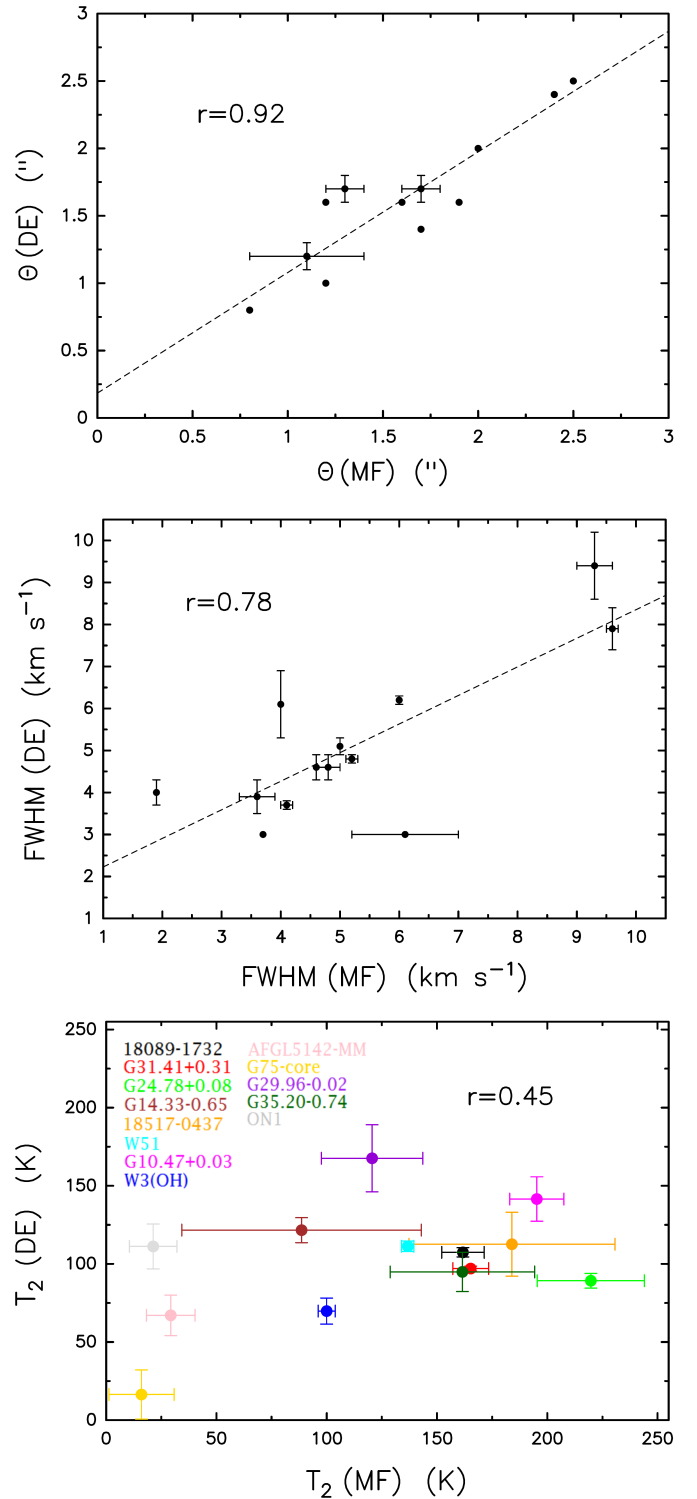 3
2.5
r=0.92
2
Θ(DE) (")
1.5
1
0.5
0
0 0.5 1 1.5 2 2.5 3
Θ(MF) (")
10
9
r=0.78
8
7
FWHM (DE) (km s⁻¹)
6
5
4
3
2
1
1 2 3 4 5 6 7 8 9 10
FWHM (MF) (km s⁻¹)
250
18089-1732 AFGL5142-MM
G31.41+0.31 G75-core
G24.78+0.08 G29.96-0.02
G14.33-0.65 G35.20-0.74
18517-0437 ON1
W51
G10.47+0.03
W3(OH)
r=0.45
200
150
T₂ (DE) (K)
100
50
0
0 25 50 75 100 125 150 175 200 225 250
T₂ (MF) (K)